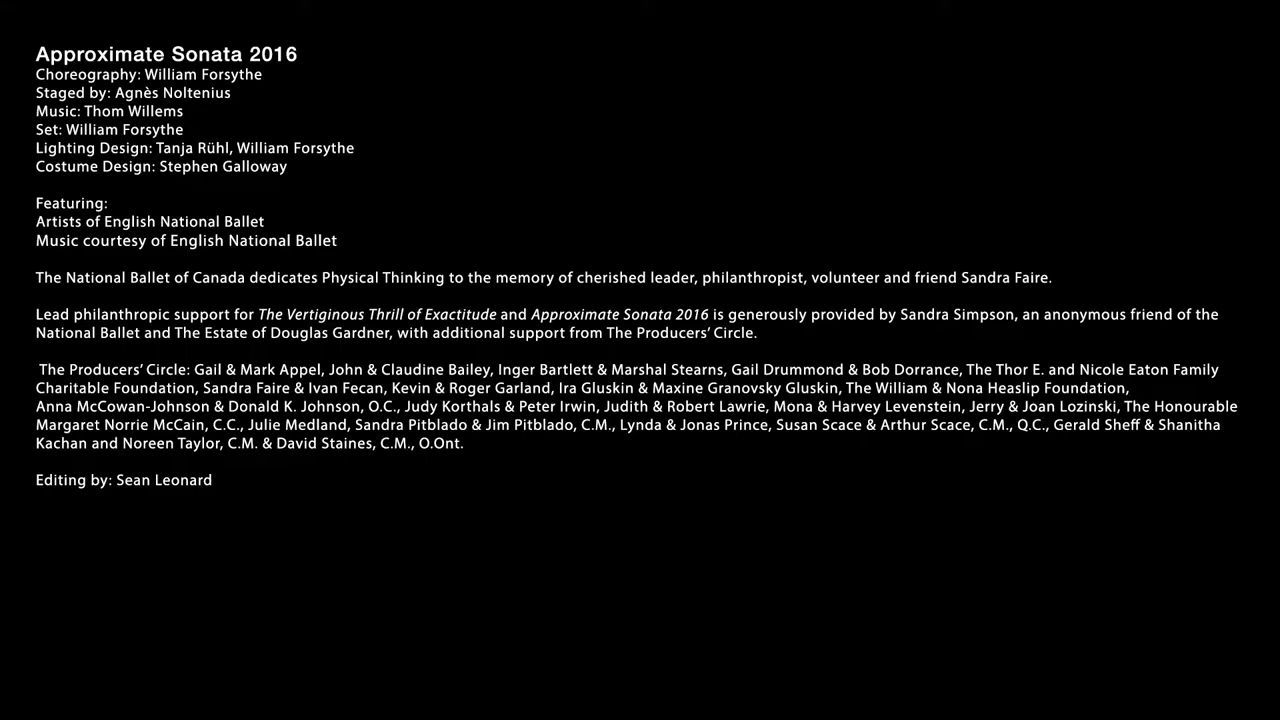 Approximate Sonata 2016
Choreography: William Forsythe
Staged by: Agnès Noltenius
Music: Thom Willems
Set: William Forsythe
Lighting Design: Tanja Rühl, William Forsythe
Costume Design: Stephen Galloway
Featuring:
Artists of English National Ballet
Music courtesy of English National Ballet
The National Ballet of Canada dedicates Physical Thinking to the memory of cherished leader, philanthropist, volunteer and friend Sandra Faire.
Lead philanthropic support for The Vertiginous Thrill of Exactitude and Approximate Sonata 2016 is generously provided by Sandra Simpson, an anonymous friend of the
National Ballet and The Estate of Douglas Gardner, with additional support from The Producers’ Circle.
The Producers’ Circle: Gail & Mark Appel, John & Claudine Bailey, Inger Bartlett & Marshal Stearns, Gail Drummond & Bob Dorrance, The Thor E. and Nicole Eaton Family
Charitable Foundation, Sandra Faire & Ivan Fecan, Kevin & Roger Garland, Ira Gluskin & Maxine Granovsky Gluskin, The William & Nona Heaslip Foundation,
Anna McCowan-Johnson & Donald K. Johnson, O.C., Judy Korthals & Peter Irwin, Judith & Robert Lawrie, Mona & Harvey Levenstein, Jerry & Joan Lozinski, The Honourable
Margaret Norrie McCain, C.C., Julie Medland, Sandra Pitblado & Jim Pitblado, C.M., Lynda & Jonas Prince, Susan Scace & Arthur Scace, C.M., Q.C., Gerald Sheff & Shanitha
Kachan and Noreen Taylor, C.M. & David Staines, C.M., O.Ont.
Editing by: Sean Leonard